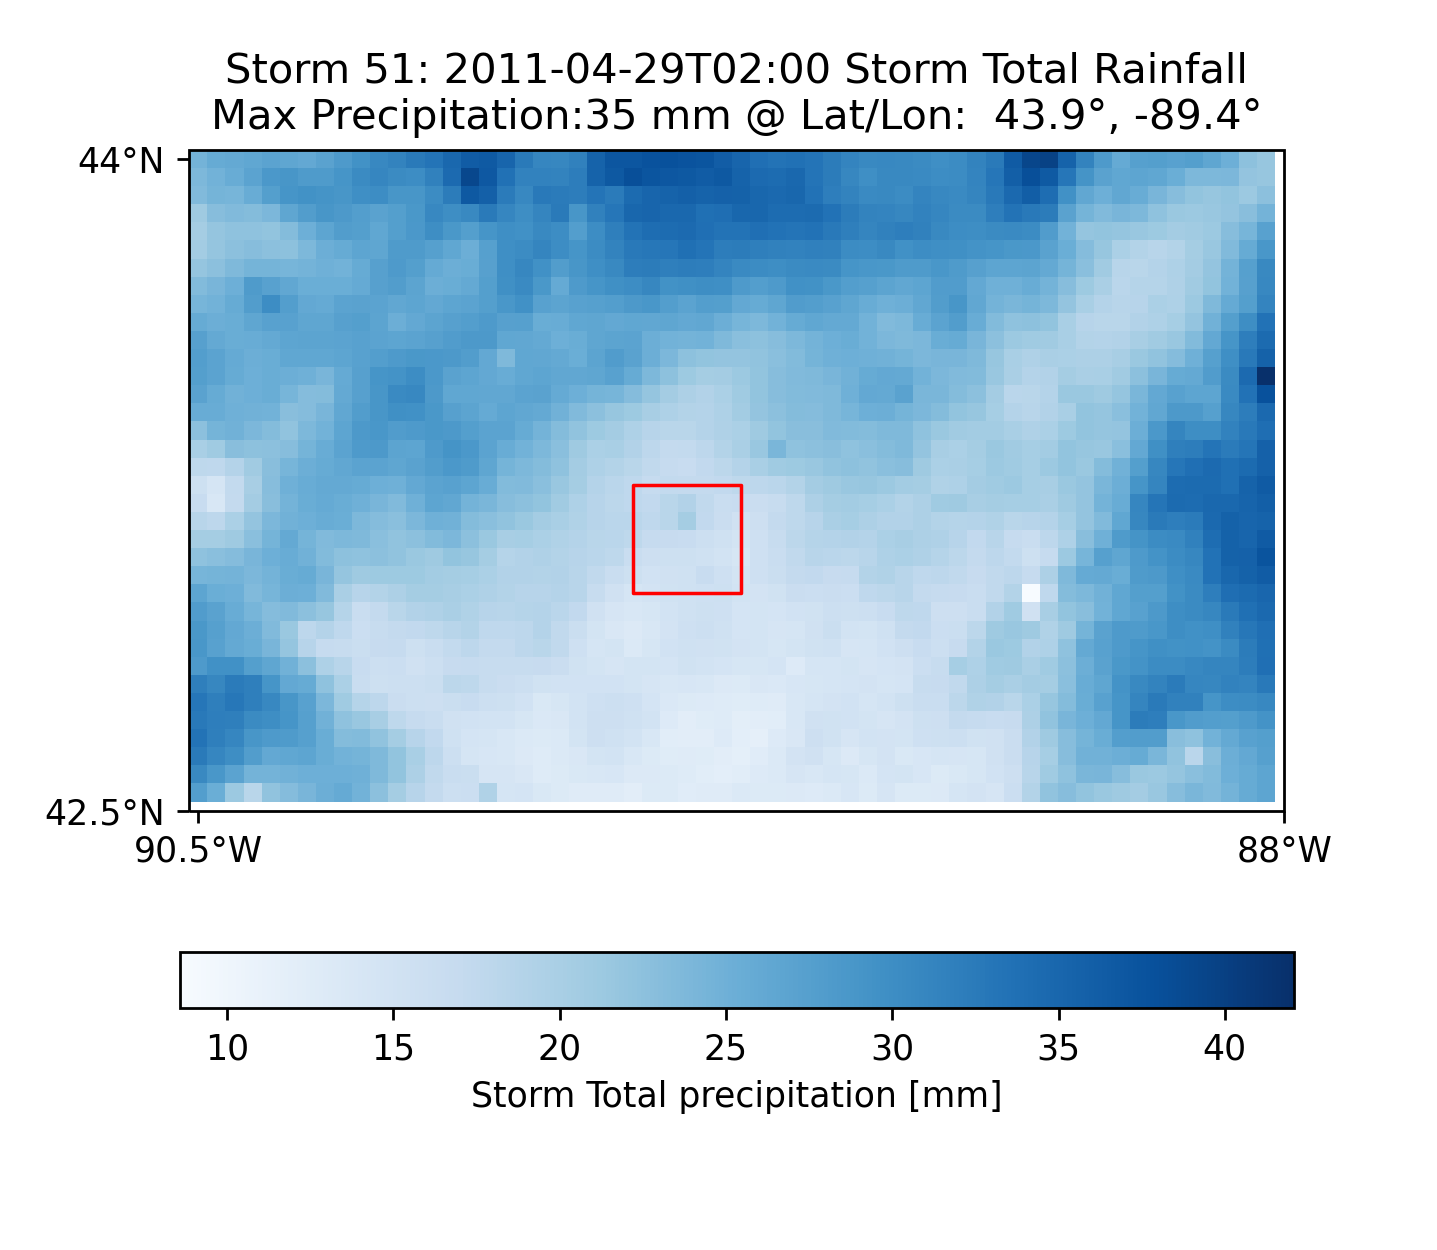 Storm 51: 2011-04-29T02:00 Storm Total Rainfall
Max Precipitation:35 mm @ Lat/Lon:  43.9°, -89.4°
44°N
42.5°N
90.5°W 88°W
10 15 20 25 30 35 40
Storm Total precipitation [mm]